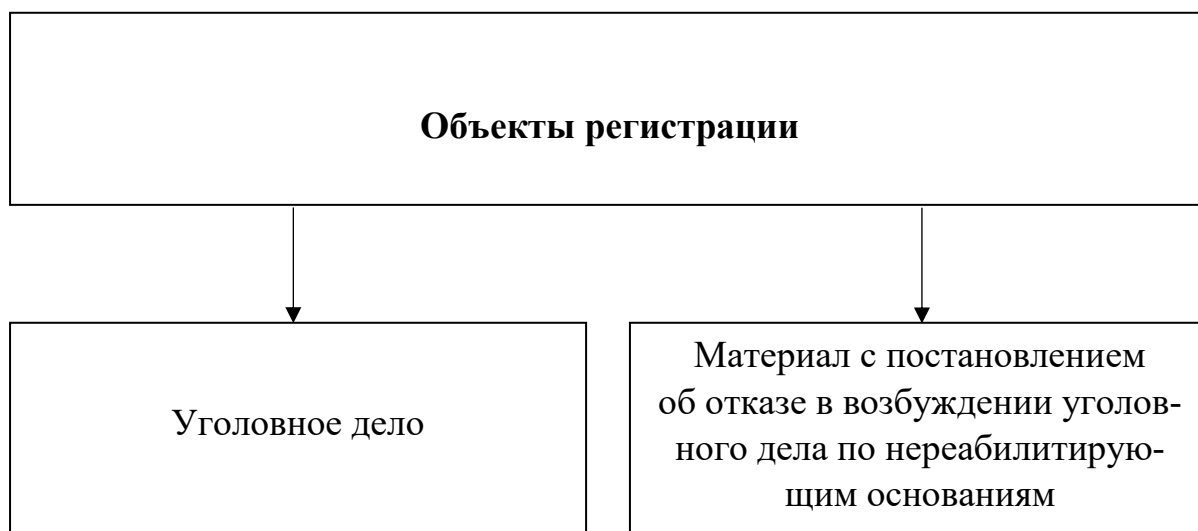 Объекты регистрации
Уголовное дело
Материал с постановлением
об отказе в возбуждении уголов-
ного дела по нереабилитирую-
щим основаниям